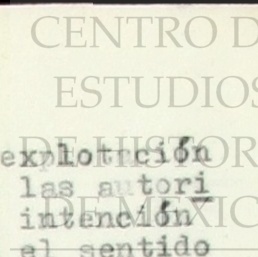 CENTRO D
ESTUDIOS
DE HISTOR
explotación
las autori
DE MEXIC
intención
el sentido